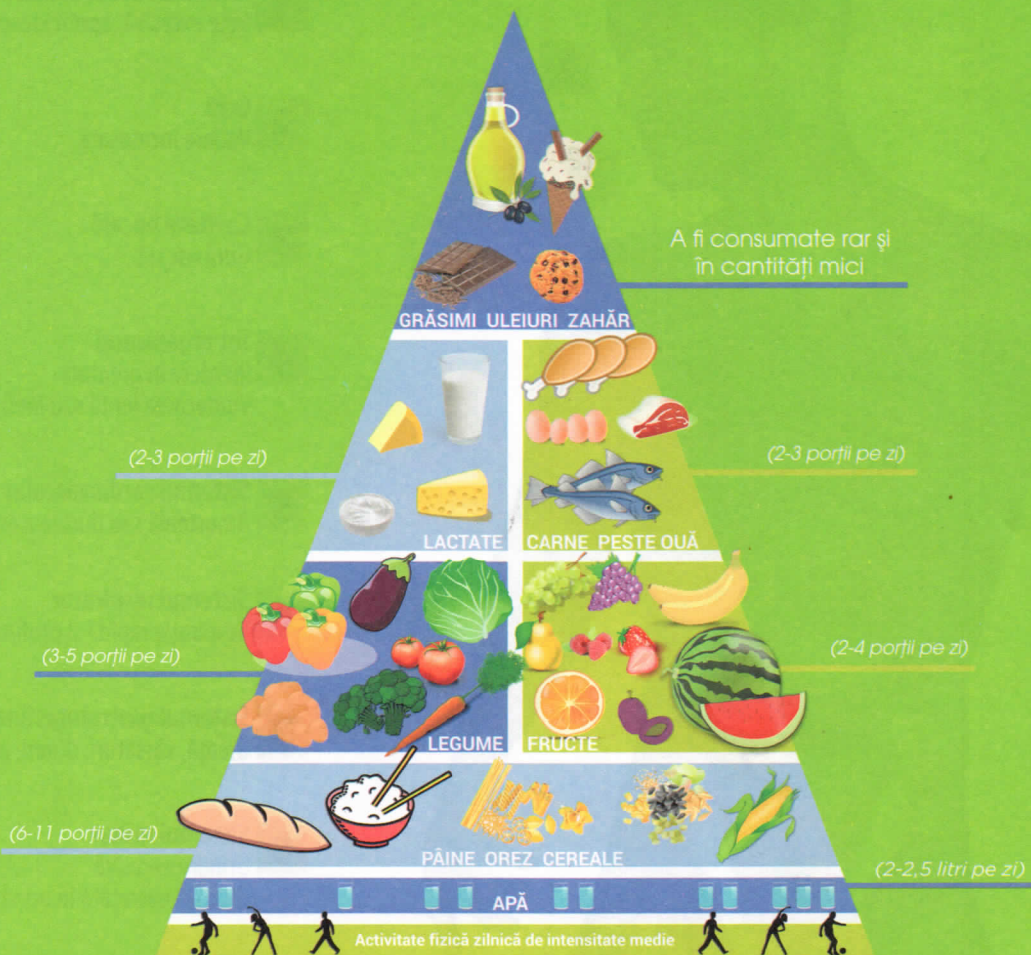 A fi consumate rar și
în cantități mici
GRĂSIMI ULEIURI ZAHĂR
(2-3 porții pe zi)
(2-3 porții pe zi)
LACTATE
CARNE PEȘTE OUĂ
(3-5 porții pe zi)
(2-4 porții pe zi)
LEGUME
FRUCTE
(6-11 porții pe zi)
PÂINE OREZ CEREALE
(2-2,5 litri pe zi)
APĂ
Activitate fizică zilnică de intensitate medie